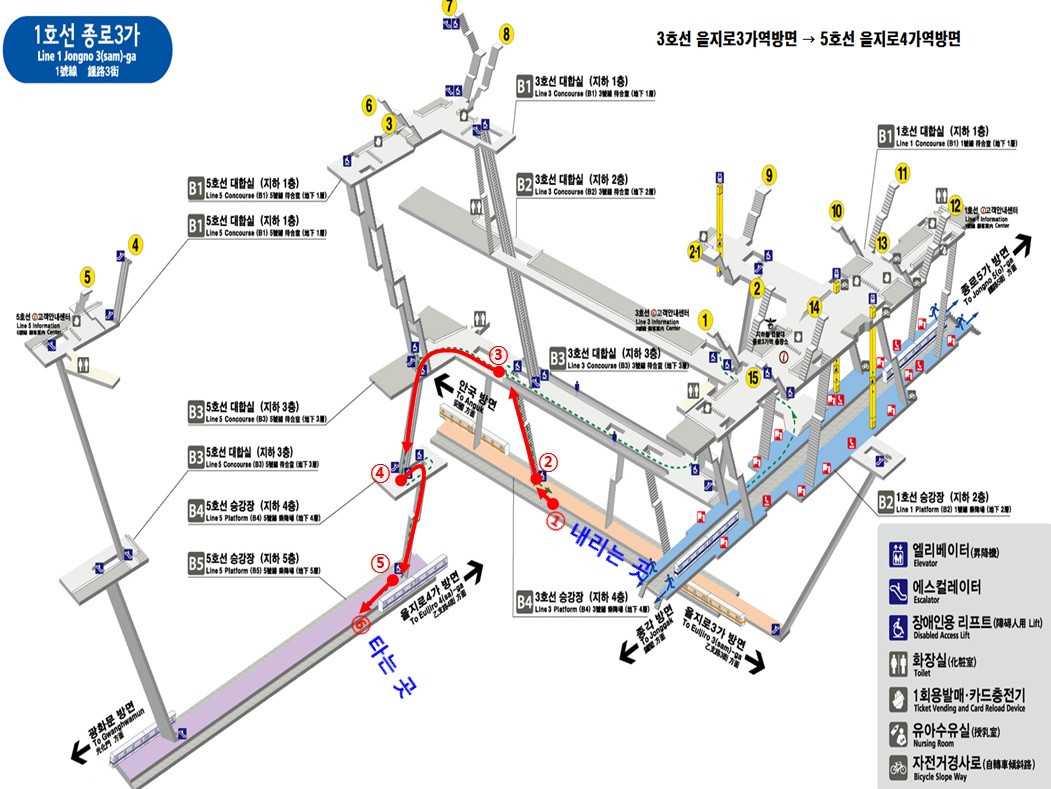 1호선 종로3가
Line 1 Jongno 3(sam)-ga
1號線 鍾路3街
3호선 을지로3가역방면 → 5호선 을지로4가역방면
7
8
6
3
B1 3호선 대합실 (지하 1층)
Line 3 Concourse (B1) 3號線 待合室 (地下 1層)
B1 1호선 대합실 (지하 1층)
Line 1 Concourse (B1) 1號線 待合室 (地下 1層)
B1 5호선 대합실 (지하 1층)
Line 5 Concourse (B1) 5號線 待合室 (地下 1層)
B2 3호선 대합실 (지하 2층)
Line 3 Concourse (B2) 3號線 待合室 (地下 2層)
B1 5호선 대합실 (지하 1층)
Line 5 Concourse (B1) 5號線 待合室 (地下 1層)
9
11
10
12
13
2-1
2
14
1
15
4
5
1호선 고객안내센터
Line 1 Information
Center
종로5가 방면
To Jongno 5(o)-ga
5호선 고객안내센터
Line 5 Information
Center
3호선 고객안내센터
Line 3 Information
Center
B3 3호선 대합실 (지하 3층)
Line 3 Concourse (B3) 3號線 待合室 (地下 3層)
③
안국 방면
To Anguk
安國 方面
B3 5호선 대합실 (지하 3층)
Line 5 Concourse (B3) 5號線 待合室 (地下 3層)
B3 5호선 대합실 (지하 3층)
Line 5 Concourse (B3) 5號線 待合室 (地下 3層)
②
④
①
내리는 곳
B4 5호선 승강장 (지하 4층)
Line 5 Platform (B4) 5號線 乘降場 (地下 4層)
B2 1호선 승강장 (지하 2층)
Line 1 Platform (B2) 1號線 乘降場 (地下 2層)
B5 5호선 승강장 (지하 5층)
Line 5 Platform (B5) 5號線 乘降場 (地下 5層)
⑤
⑥
타는 곳
을지로4가 방면
To Euljiro 4(sa)-ga
乙支路4街 方面
B4 3호선 승강장 (지하 4층)
Line 3 Platform (B4) 3號線 乘降場 (地下 4層)
종각 방면
To Jonggak
鐘閣 方面
을지로3가 방면
To Euljiro 3(sam)-ga
乙支路3街 方面
광화문 방면
To Gwanghwamun
光化門 方面
엘리베이터(昇降機)
Elevator
에스컬레이터
Escalator
장애인용 리프트(障碍人用 Lift)
Disabled Access Lift
화장실(化粧室)
Toilet
1회용발매·카드충전기
Ticket Vending and Card Reload Device
유아수유실(授乳室)
Nursing Room
자전거경사로(自轉車傾斜路)
Bicycle Slope Way